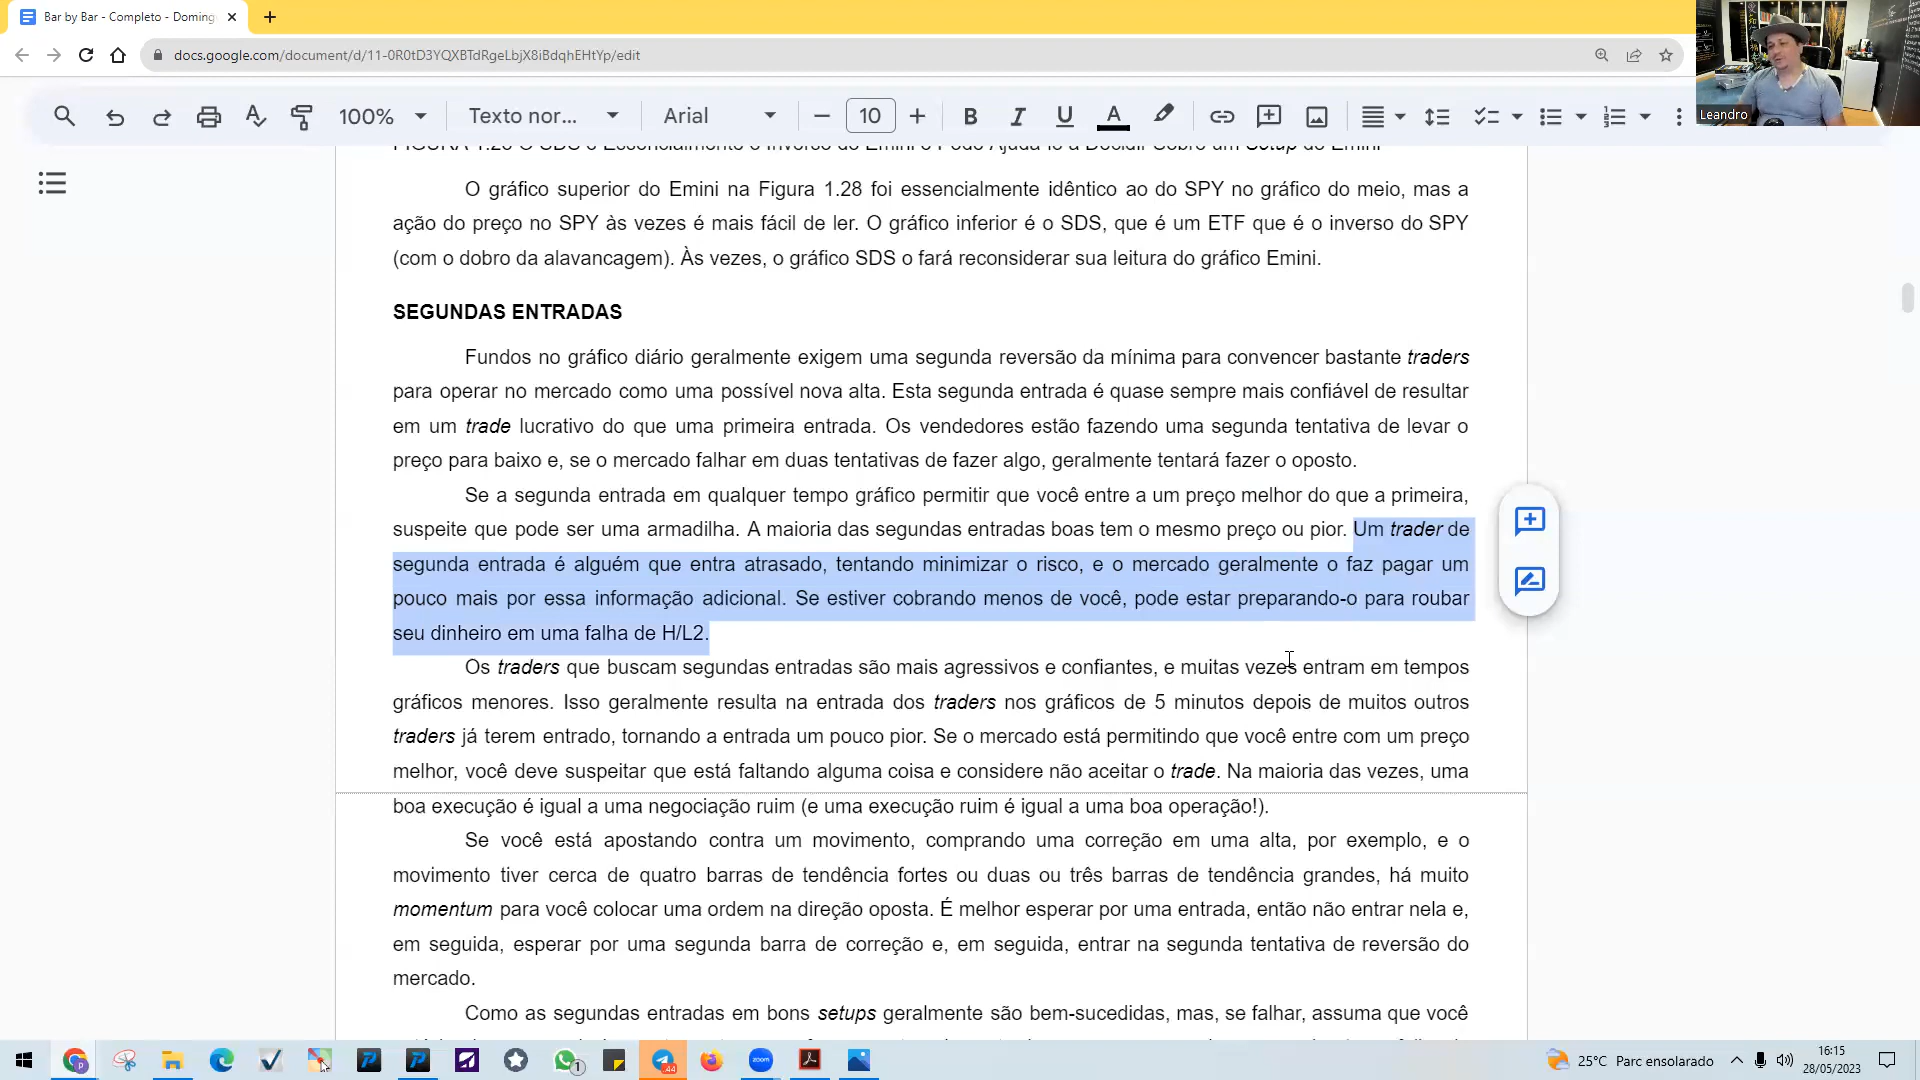 Bar by Bar - Completo - Doming
docs.google.com/document/d/11-0R0tD3YQXBTdRgeLbjX8iBdqhEHtYp/edit
Leandro
100%
Texto nor...
Arial
10
FIGURA 1.28 O SDS é Essencialmente o Inverso do Emini e Pode Ajudá-lo a Decidir Sobre um Setup do Emini
O gráfico superior do Emini na Figura 1.28 foi essencialmente idêntico ao do SPY no gráfico do meio, mas a
ação do preço no SPY às vezes é mais fácil de ler. O gráfico inferior é o SDS, que é um ETF que é o inverso do SPY
(com o dobro da alavancagem). Às vezes, o gráfico SDS o fará reconsiderar sua leitura do gráfico Emini.
SEGUNDAS ENTRADAS
Fundos no gráfico diário geralmente exigem uma segunda reversão da mínima para convencer bastante traders
para operar no mercado como uma possível nova alta. Esta segunda entrada é quase sempre mais confiável de resultar
em um trade lucrativo do que uma primeira entrada. Os vendedores estão fazendo uma segunda tentativa de levar o
preço para baixo e, se o mercado falhar em duas tentativas de fazer algo, geralmente tentará fazer o oposto.
Se a segunda entrada em qualquer tempo gráfico permitir que você entre a um preço melhor do que a primeira,
suspeite que pode ser uma armadilha. A maioria das segundas entradas boas tem o mesmo preço ou pior. Um trader de
segunda entrada é alguém que entra atrasado, tentando minimizar o risco, e o mercado geralmente o faz pagar um
pouco mais por essa informação adicional. Se estiver cobrando menos de você, pode estar preparando-o para roubar
seu dinheiro em uma falha de H/L2.
Os traders que buscam segundas entradas são mais agressivos e confiantes, e muitas vezes entram em tempos
gráficos menores. Isso geralmente resulta na entrada dos traders nos gráficos de 5 minutos depois de muitos outros
traders já terem entrado, tornando a entrada um pouco pior. Se o mercado está permitindo que você entre com um preço
melhor, você deve suspeitar que está faltando alguma coisa e considere não aceitar o trade. Na maioria das vezes, uma
boa execução é igual a uma negociação ruim (e uma execução ruim é igual a uma boa operação!).
Se você está apostando contra um movimento, comprando uma correção em uma alta, por exemplo, e o
movimento tiver cerca de quatro barras de tendência fortes ou duas ou três barras de tendência grandes, há muito
momentum para você colocar uma ordem na direção oposta. É melhor esperar por uma entrada, então não entrar nela e,
em seguida, esperar por uma segunda barra de correção e, em seguida, entrar na segunda tentativa de reversão do
mercado.
Como as segundas entradas em bons setups geralmente são bem-sucedidas, mas, se falhar, assuma que você
25°C Parc ensolarado
16:15
28/05/2023